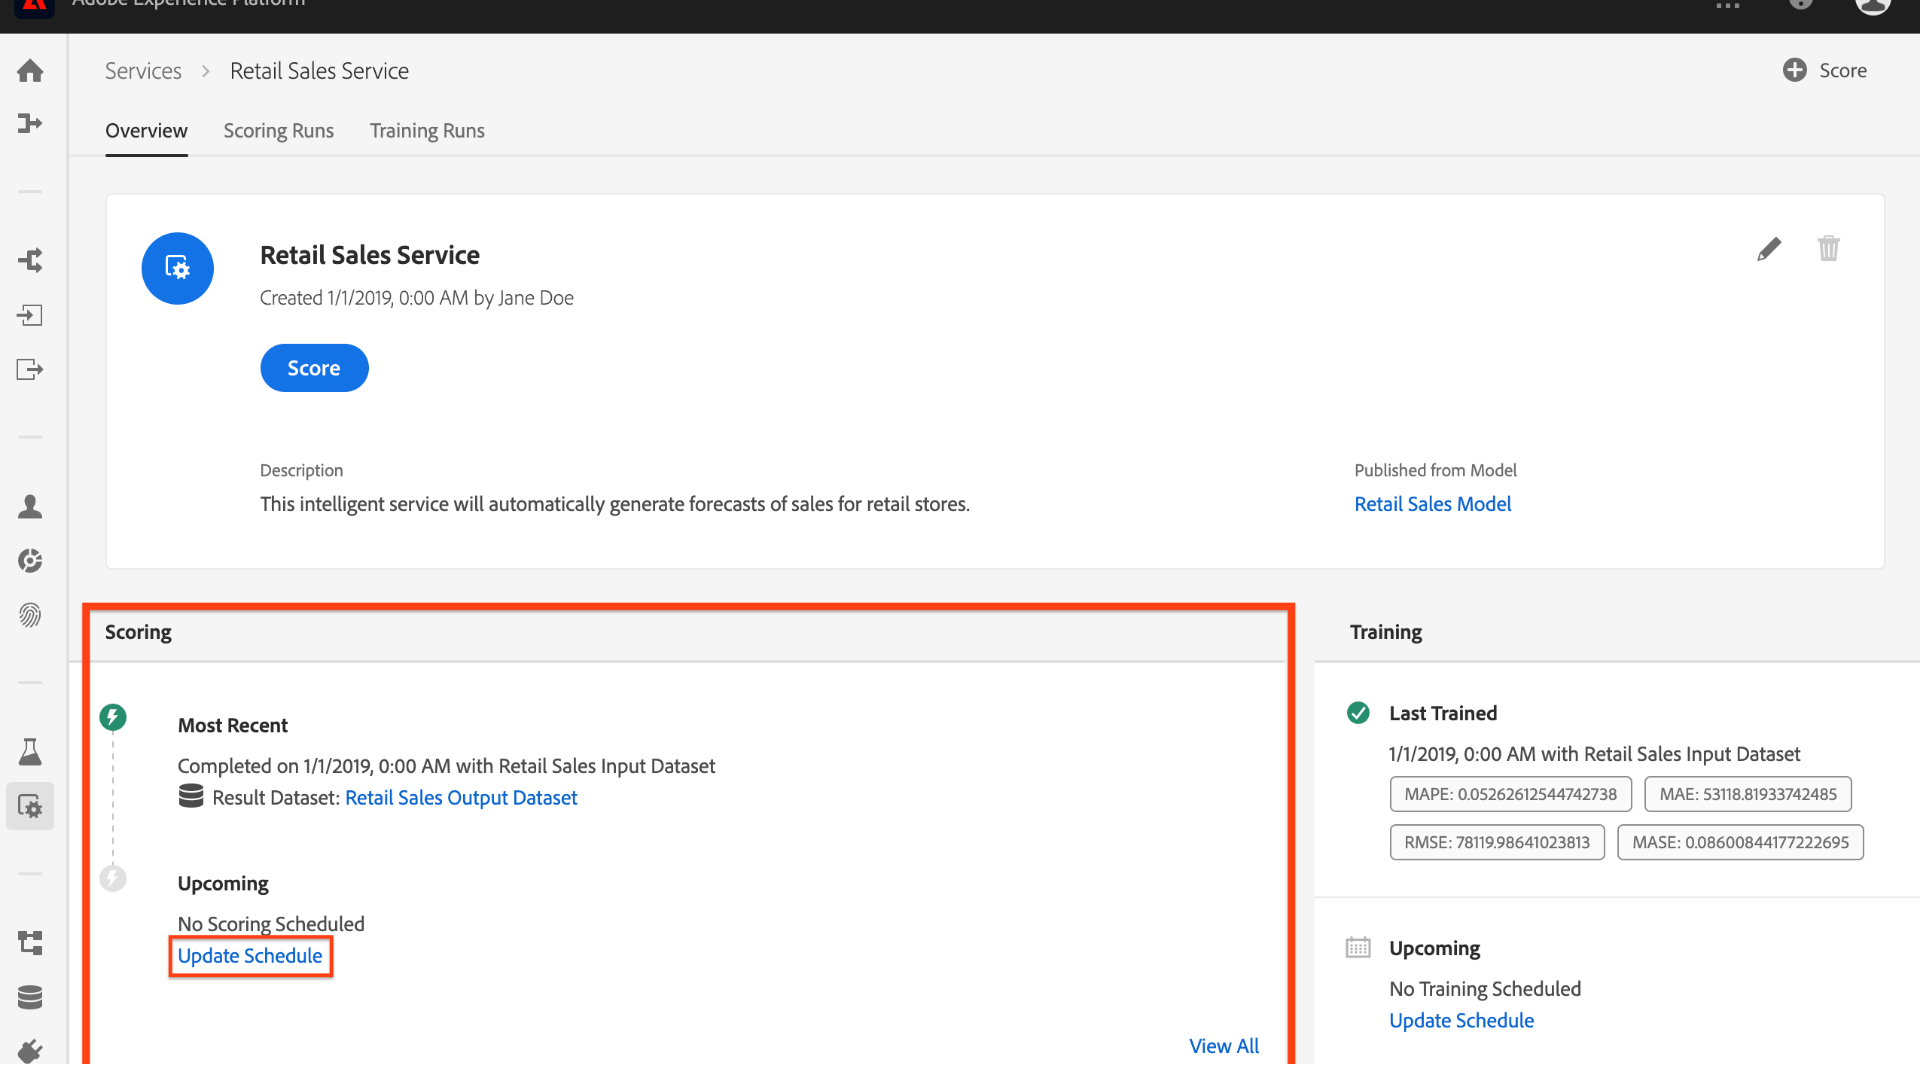 Adobe Experience Platform
Services > Retail Sales Service
Score
Overview Scoring Runs Training Runs
Retail Sales Service
Created 1/1/2019, 0:00 AM by Jane Doe
Score
Description
This intelligent service will automatically generate forecasts of sales for retail stores.
Published from Model
Retail Sales Model
Scoring
Most Recent
Completed on 1/1/2019, 0:00 AM with Retail Sales Input Dataset
Result Dataset: Retail Sales Output Dataset
Upcoming
No Scoring Scheduled
Update Schedule
View All
Training
Last Trained
1/1/2019, 0:00 AM with Retail Sales Input Dataset
MAPE: 0.05262612544742738 MAE: 53118.81933742485
RMSE: 78119.98641023813 MASE: 0.08600844177222695
Upcoming
No Training Scheduled
Update Schedule